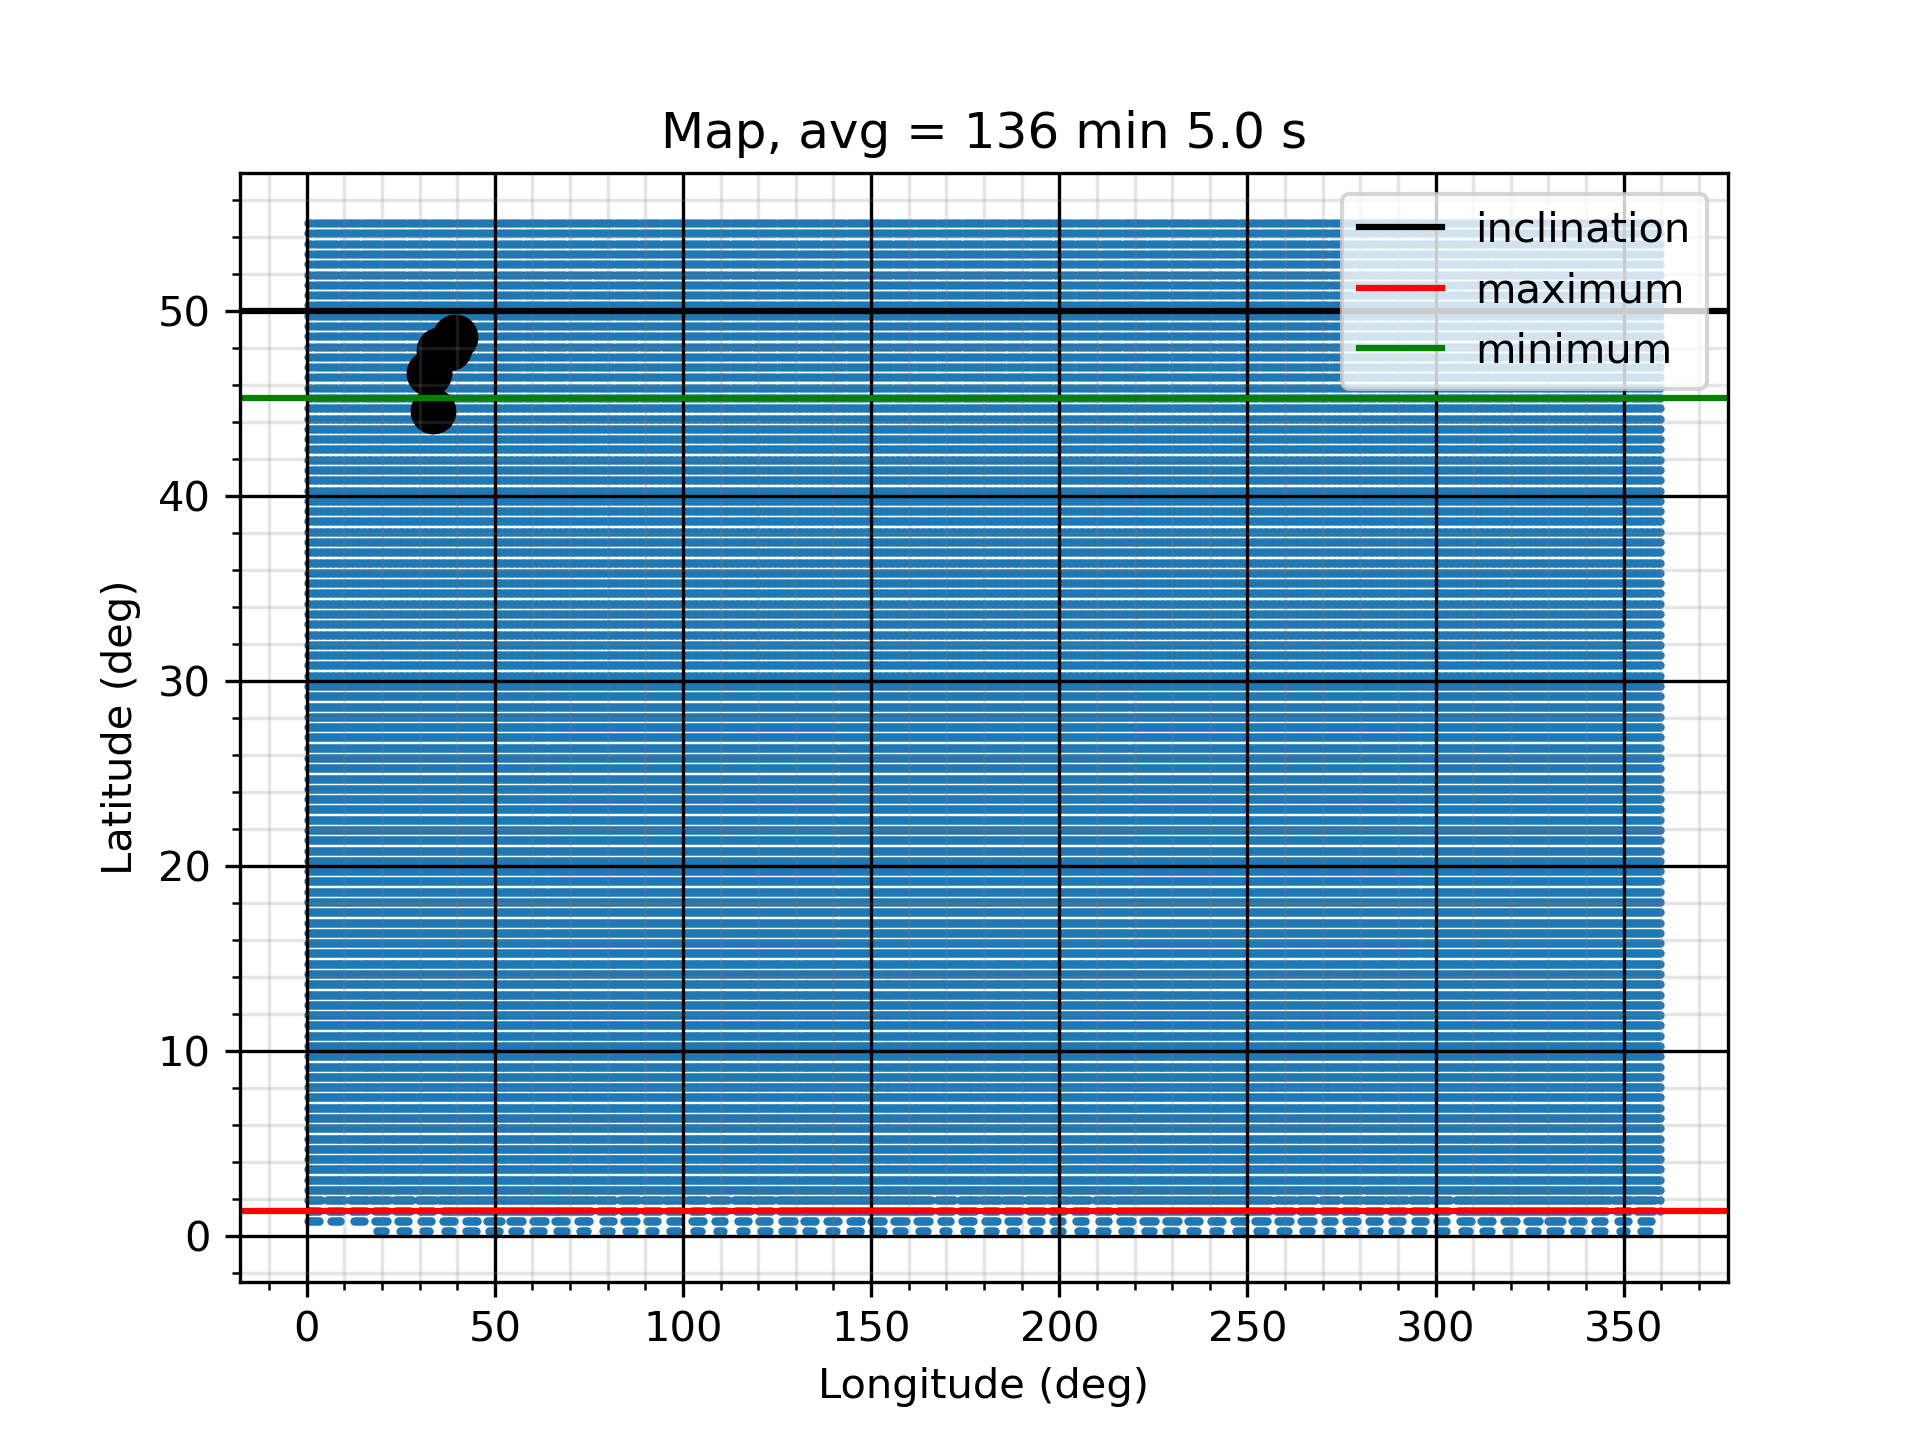 Map, avg = 136 min 5.0 s
inclination
maximum
minimum
Latitude (deg)
50
40
30
20
10
0
0 50 100 150 200 250 300 350
Longitude (deg)